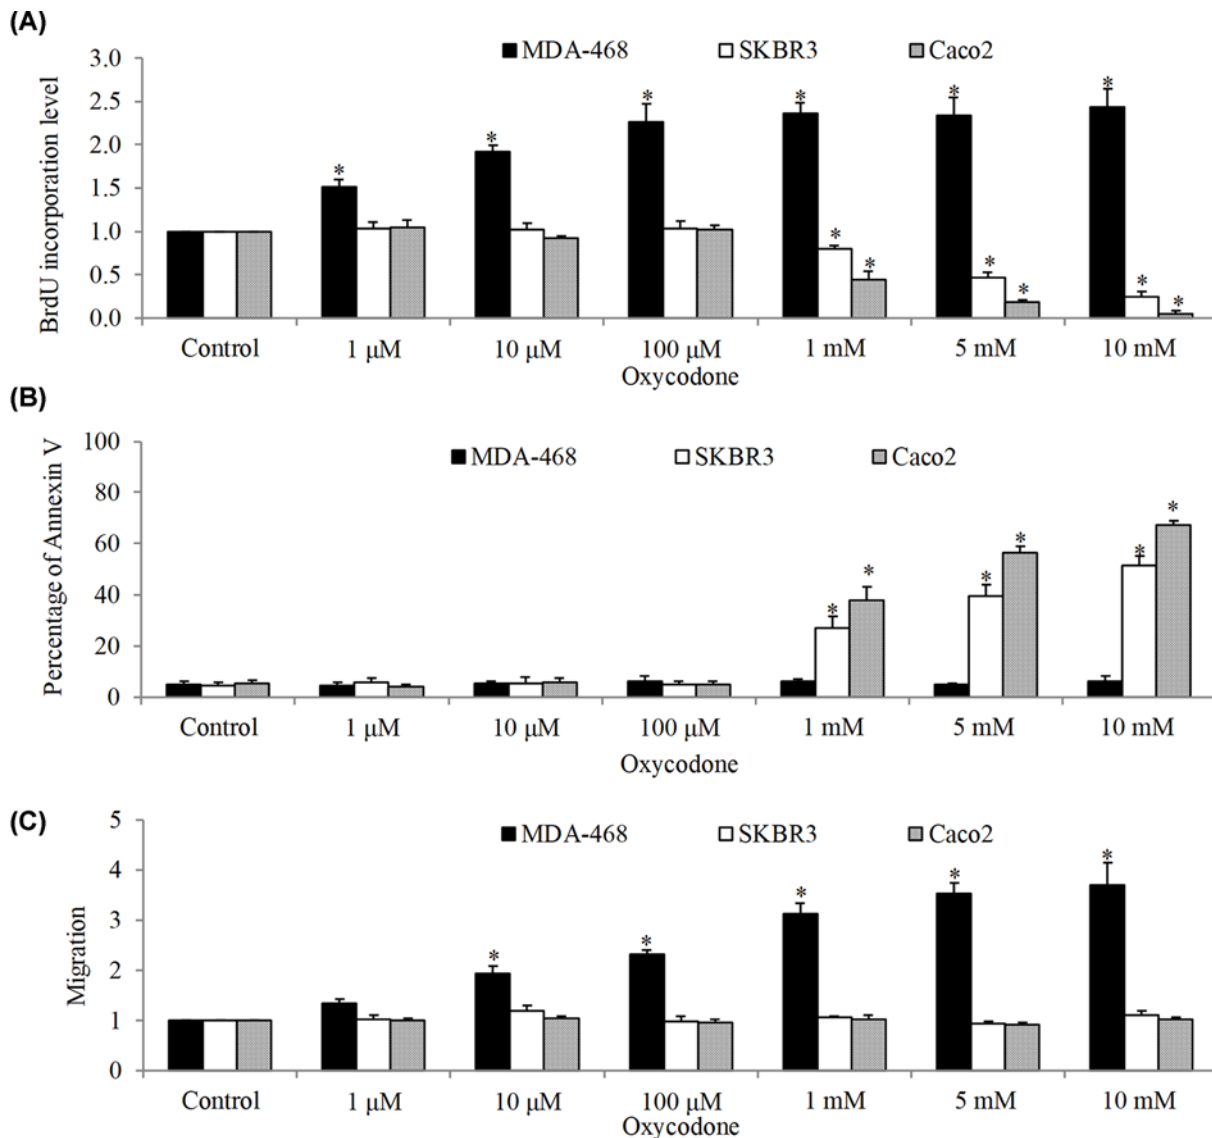 (A)
MDA-468 SKBR3 Caco2
BrdU incorporation level
3.0
2.5
2.0
1.5
1.0
0.5
0.0
* * * * * * * * * * * *
Control 1 μM 10 μM 100 μM 1 mM 5 mM 10 mM
Oxycodone
(B)
MDA-468 SKBR3 Caco2
Percentage of Annexin V
100
80
60
40
20
0
* * * * * *
Control 1 μM 10 μM 100 μM 1 mM 5 mM 10 mM
Oxycodone
(C)
MDA-468 SKBR3 Caco2
Migration
5
4
3
2
1
0
* * * * *
Control 1 μM 10 μM 100 μM 1 mM 5 mM 10 mM
Oxycodone